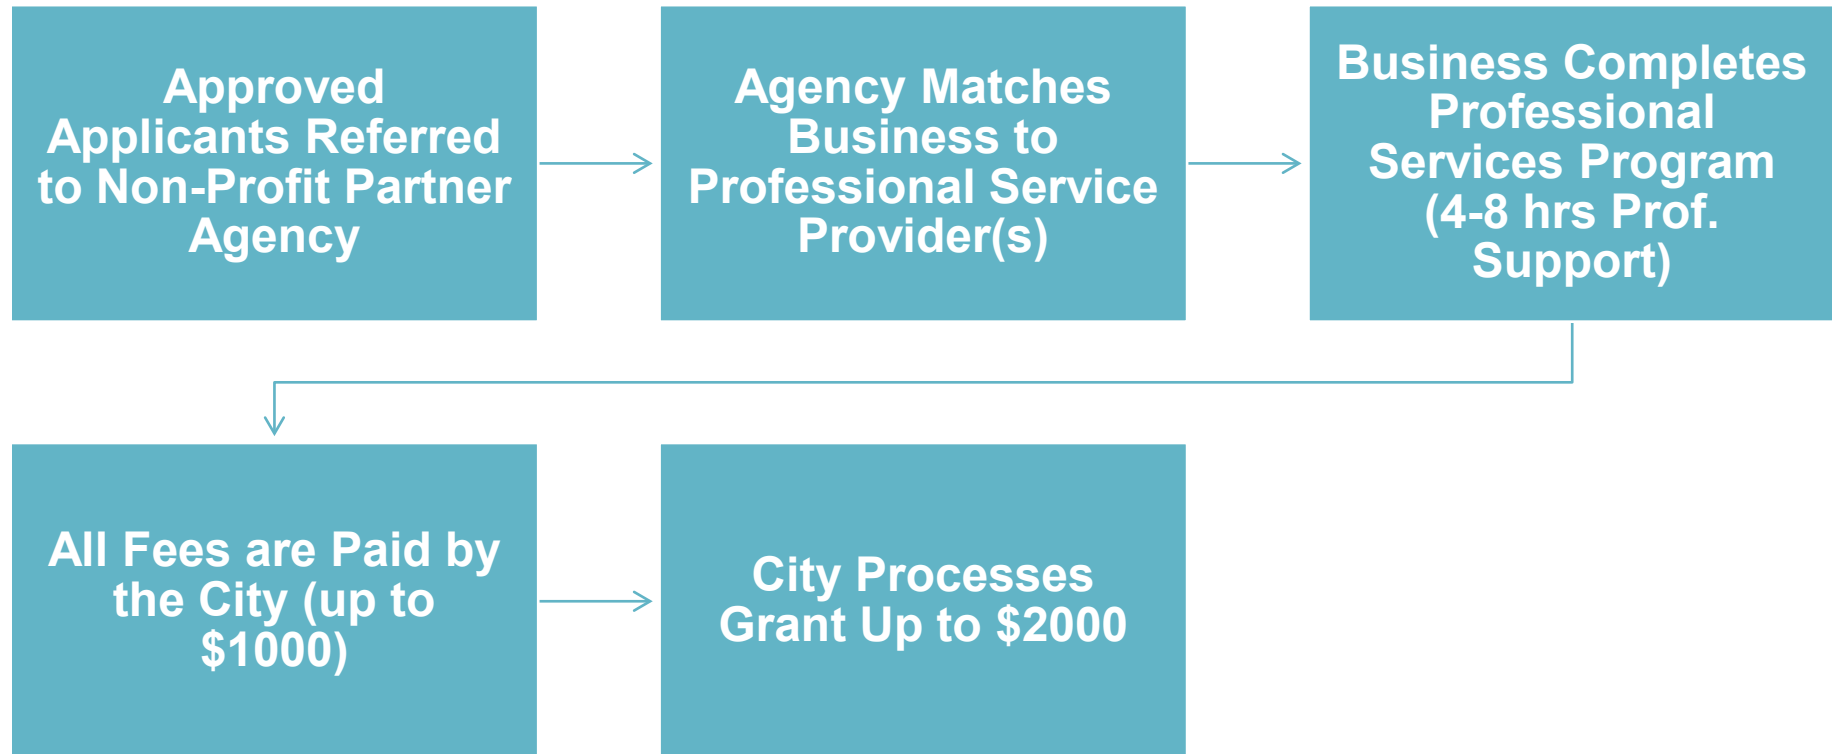 Approved
Applicants Referred
to Non-Profit Partner
Agency
Agency Matches
Business to
Professional Service
Provider(s)
Business Completes
Professional
Services Program
(4-8 hrs Prof.
Support)
All Fees are Paid by
the City (up to
$1000)
City Processes
Grant Up to $2000